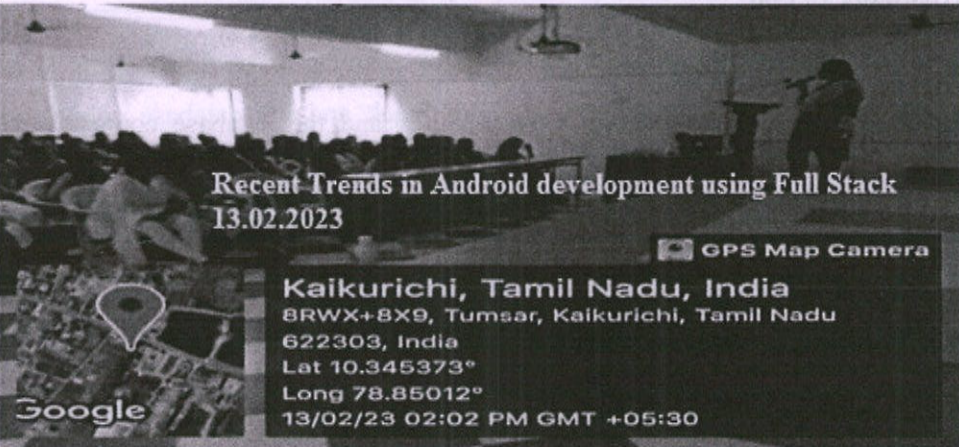 Recent Trends in Android development using Full Stack
13.02.2023
GPS Map Camera
Kaikurichi, Tamil Nadu, India
8RWX+8X9, Tumsar, Kaikurichi, Tamil Nadu
622303, India
Lat 10.345373°
Long 78.85012°
13/02/23 02:02 PM GMT +05:30
Google